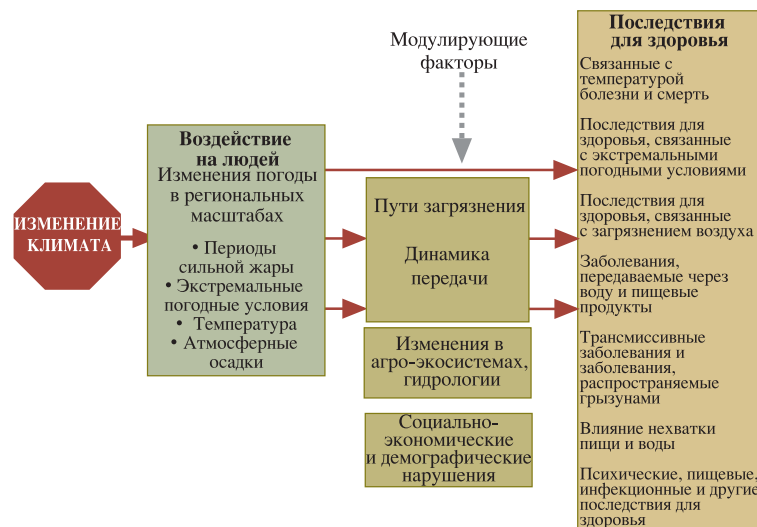 ИЗМЕНЕНИЕ
КЛИМАТА
Воздействие
на людей
Изменения погоды
в региональных
масштабах
• Периоды
сильной жары
• Экстремальные
погодные условия
• Температура
• Атмосферные
осадки
Модулирующие
факторы
Пути загрязнения
Динамика
передачи
Изменения в
агро-экосистемах,
гидрологии
Социально-
экономические
и демографические
нарушения
Последствия
для здоровья
Связанные с
температурой
болезни и смерть
Последствия для
здоровья, связанные
с экстремальными
погодными условиями
Последствия для
здоровья, связанные
с загрязнением воздуха
Заболевания,
передаваемые через
воду и пищевые
продукты
Трансмиссивные
заболевания и
заболевания,
распространяемые
грызунами
Влияние нехватки
пищи и воды
Психические, пищевые,
инфекционные и другие
последствия для
здоровья